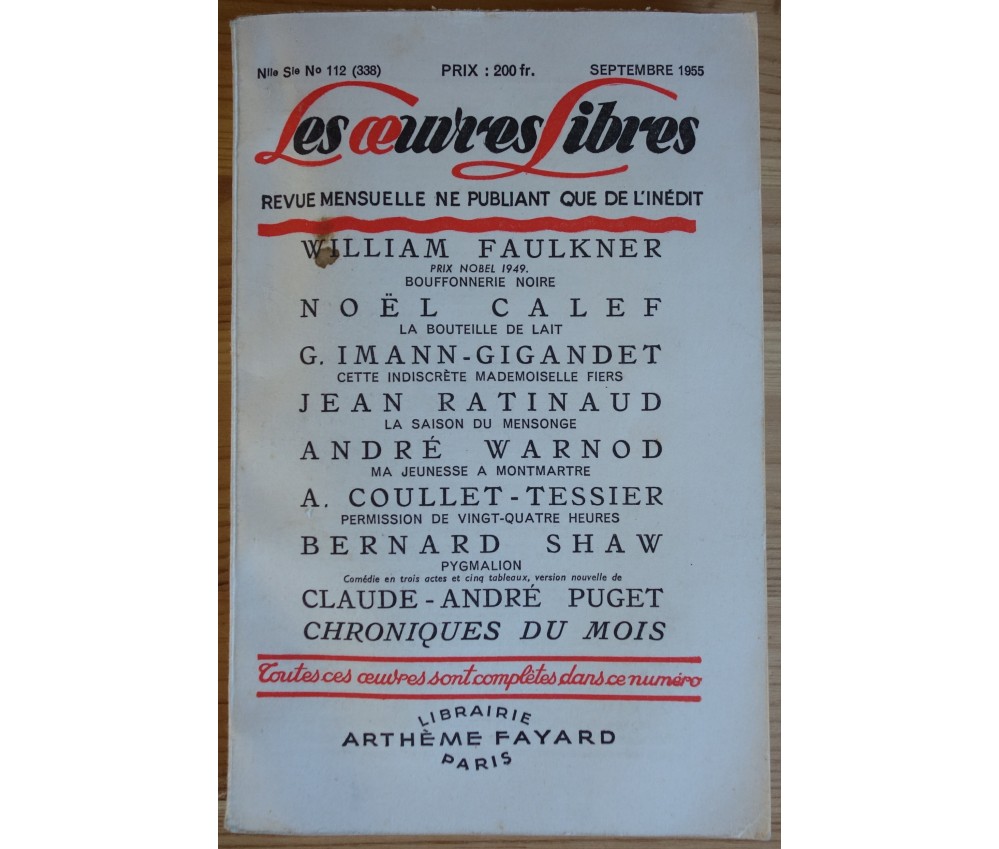 Nlle Sie No 112 (338) PRIX : 200 fr. SEPTEMBRE 1955
Les œuvres Libres
REVUE MENSUELLE NE PUBLIANT QUE DE L'INÉDIT
WILLIAM FAULKNER
PRIX NOBEL 1949.
BOUFFONNERIE NOIRE
NOËL CALEF
LA BOUTEILLE DE LAIT
G. IMANN-GIGANDET
CETTE INDISCRÈTE MADEMOISELLE FIERS
JEAN RATINAUD
LA SAISON DU MENSONGE
ANDRÉ WARNOD
MA JEUNESSE A MONTMARTRE
A. COULLET-TESSIER
PERMISSION DE VINGT-QUATRE HEURES
BERNARD SHAW
PYGMALION
Comédie en trois actes et cinq tableaux, version nouvelle de
CLAUDE-ANDRÉ PUGET
CHRONIQUES DU MOIS
Toutes ces œuvres sont complètes dans ce numéro
LIBRAIRIE
ARTHÈME FAYARD
PARIS